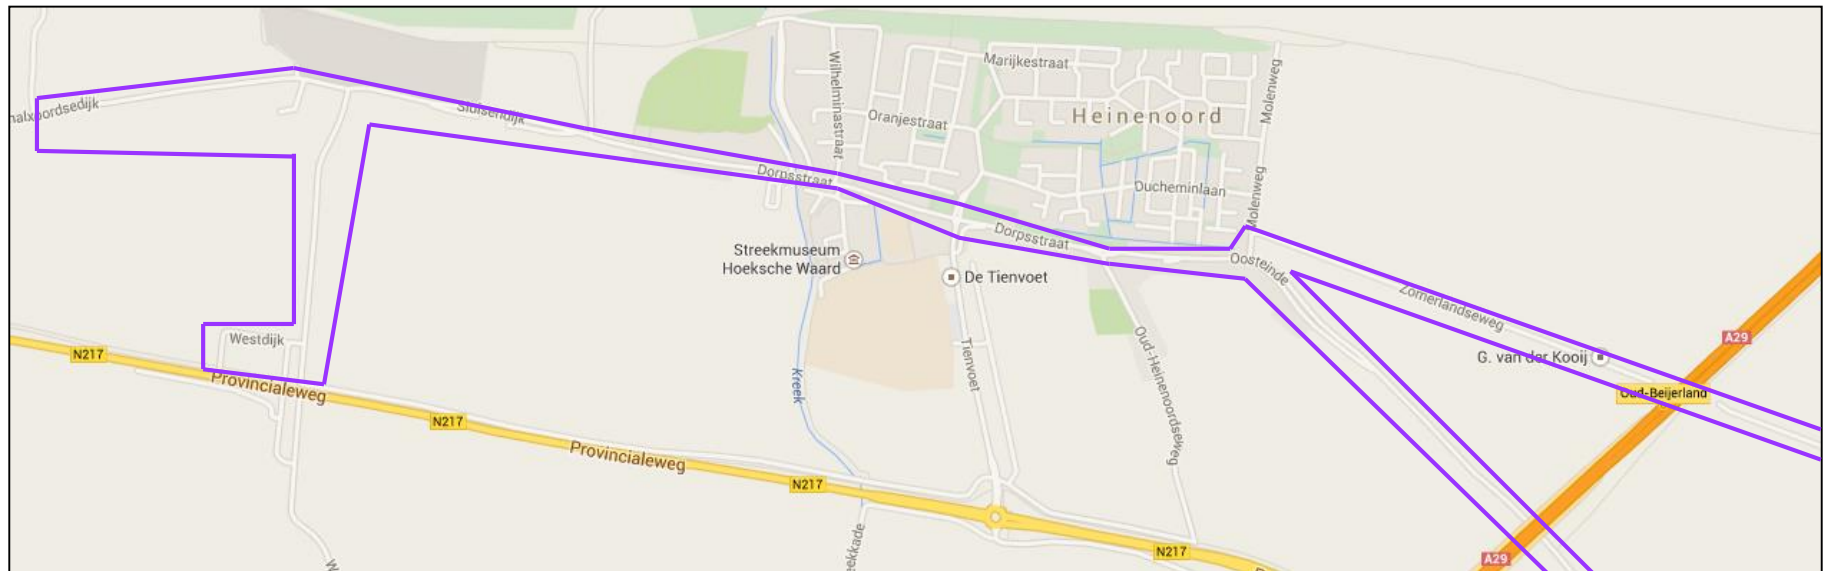 Marijkestraat
Wilhelminastraat
Molenweg
Sluisendijk
Oranjestraat
Heinenoord
Dorpsstraat
Ducheminlaan
Molenweg
Dorpsstraat
Streekmuseum
Hoeksche Waard
De Tienvoet
Oosteinde
Zomerlandseweg
Westdijk
A29
N217
G. van der Kooij
Oud-Heinenoordseweg
Tienvoet
Kreek
Provincialeweg
Oud-Beijerland
N217
Provincialeweg
N217
N217
A29